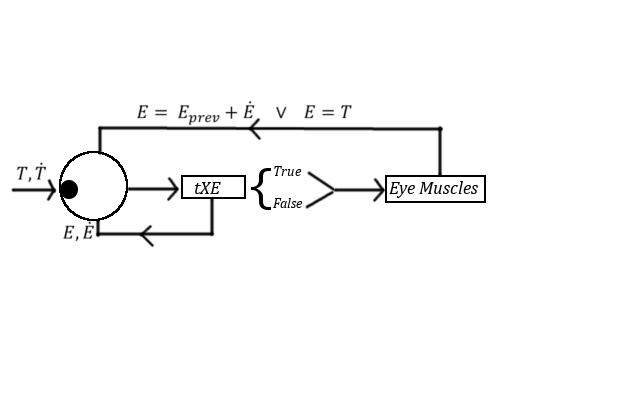 E = E_prev + Ė ∨ E = T
T, Ṫ
tXE
True
False
Eye Muscles
E, Ė